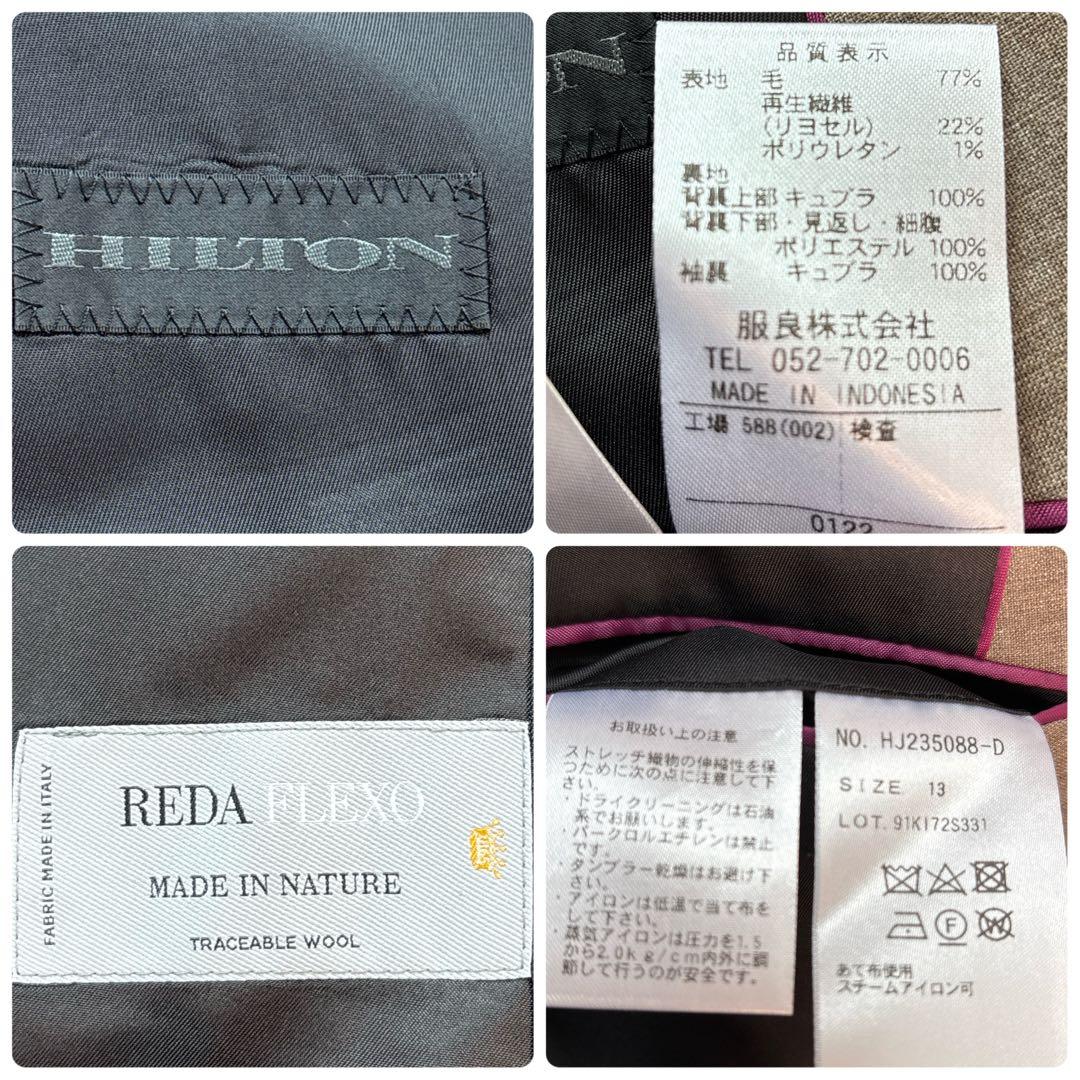 HILTON
品質表示
表地 毛 77%
再生繊維
(リヨセル) 22%
ポリウレタン 1%
裏地
背裏上部 キュプラ 100%
背裏下部・見返し・細腹
ポリエステル 100%
袖裏 キュプラ 100%
服良株式会社
TEL 052-702-0006
MADE IN INDONESIA
工場 588(002) 検査
0122
FABRIC MADE IN ITALY
REDA FLEXO
MADE IN NATURE
TRACEABLE WOOL
お取扱い上の注意
ストレッチ織物の伸縮性を保
つために次の点に注意して下
さい。
・ドライクリーニングは石油
系でお願いします。
・パークロルエチレンは禁止
です。
・タンブラー乾燥はお避け下
さい。
・アイロンは低温で当て布を
して下さい。
・蒸気アイロンは圧力を1.5
から2.0kg/cm内外に調
節して行うのが安全です。
NO. HJ235088-D
SIZE 13
LOT. 91KI72S331
F
W
あて布使用
スチームアイロン可